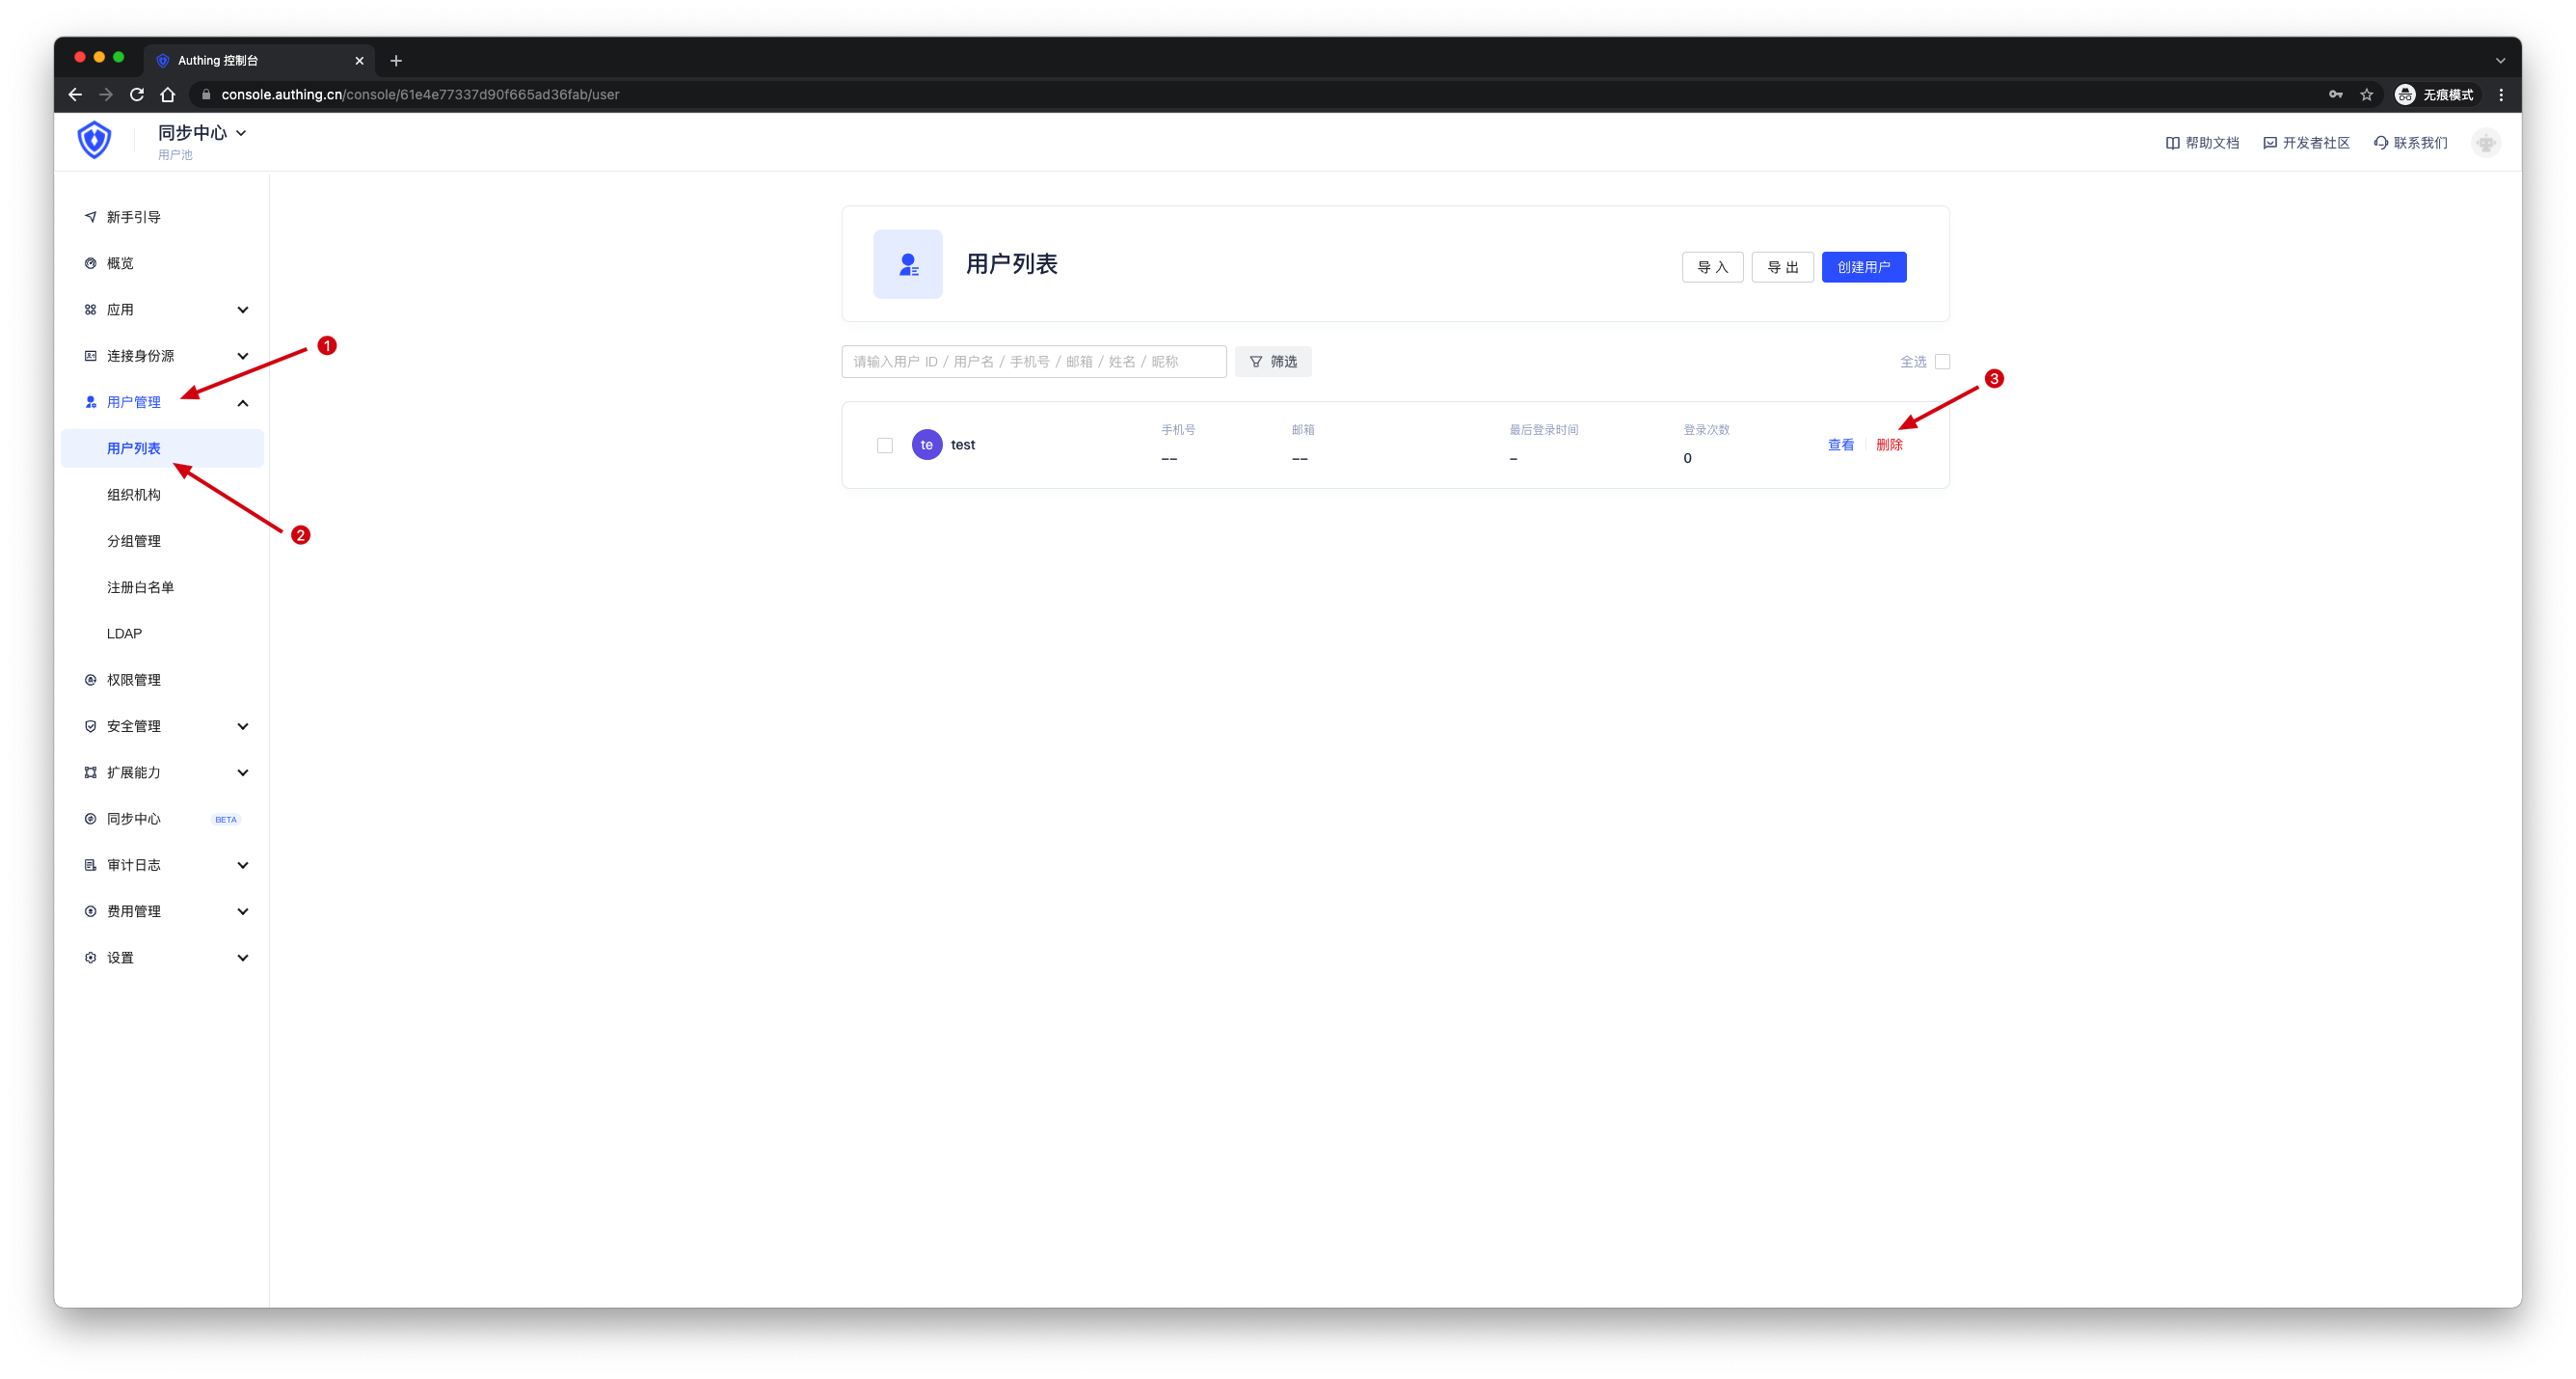 Authing 控制台
console.authing.cn/console/61e4e77337d90f665ad36fab/user
无痕模式
同步中心
用户池
帮助文档
开发者社区
联系我们
新手引导
概览
应用
连接身份源
1
用户管理
用户列表
2
组织机构
分组管理
注册白名单
LDAP
权限管理
安全管理
扩展能力
同步中心 BETA
审计日志
费用管理
设置
用户列表
导 入
导 出
创建用户
请输入用户 ID / 用户名 / 手机号 / 邮箱 / 姓名 / 昵称
筛选
全选
3
te test
手机号 邮箱 最后登录时间 登录次数
-- -- – 0
查看 删除